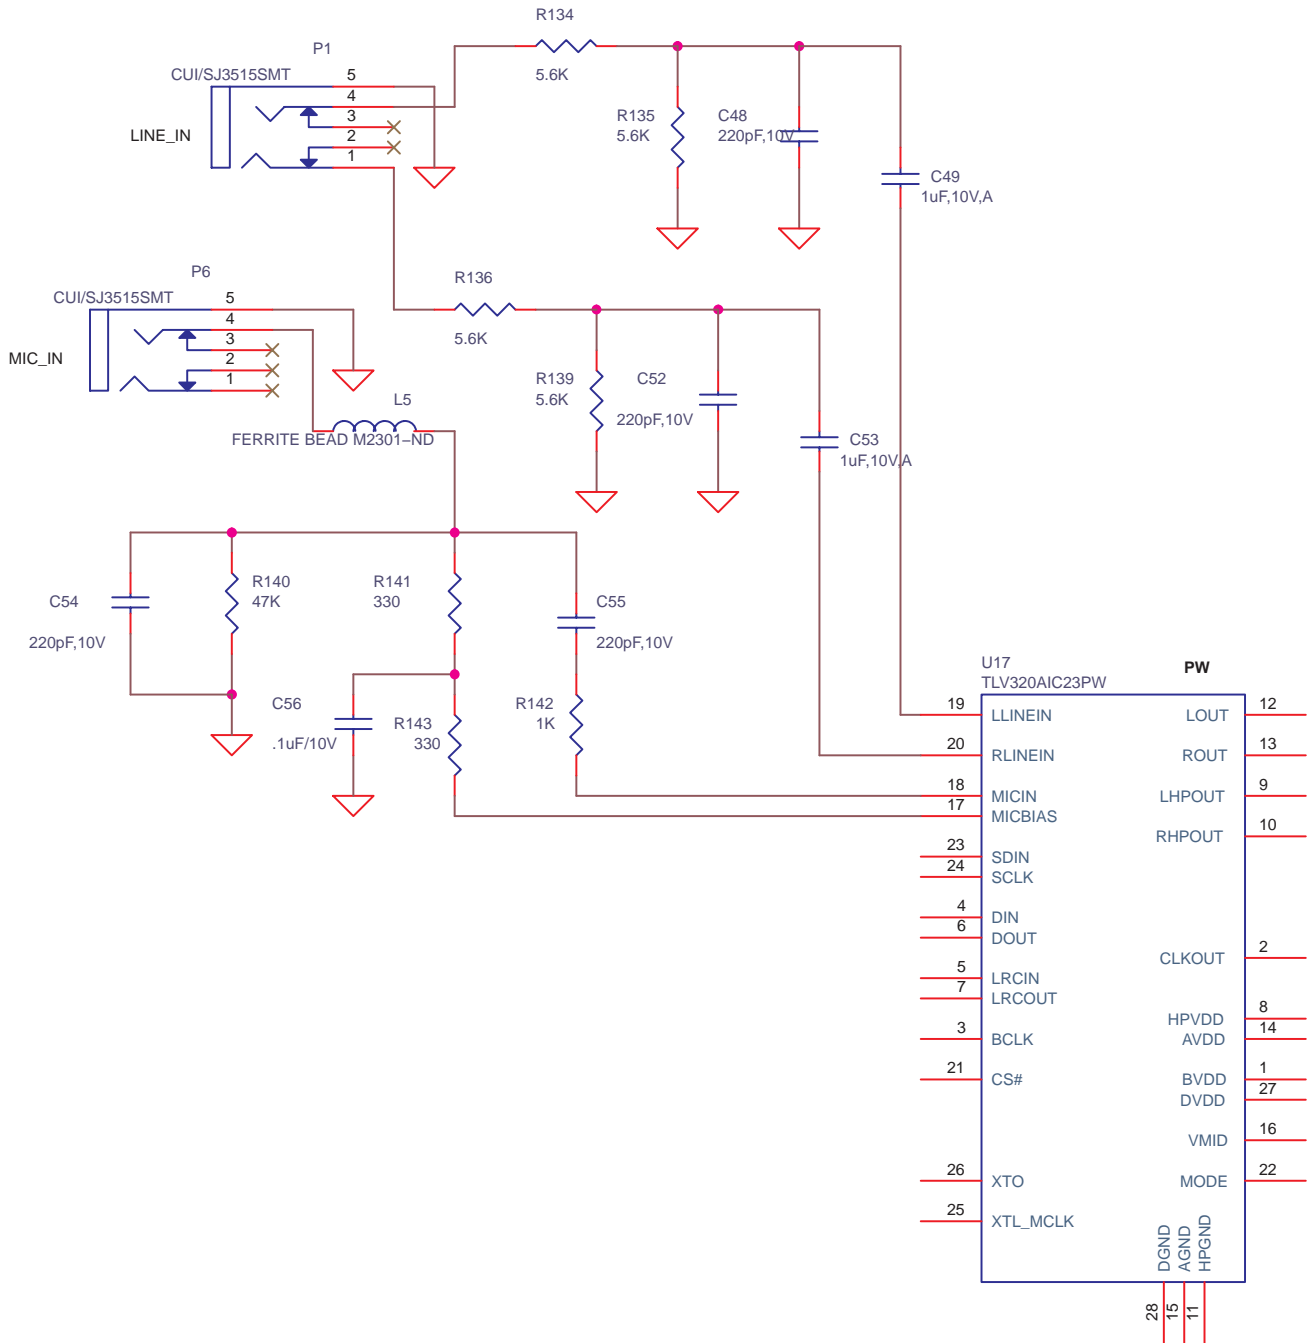 R134
5.6K
P1
CUI/SJ3515SMT
5
4
3
2
1
LINE_IN
R135
5.6K
C48
220pF,10V
C49
1uF,10V,A
P6
CUI/SJ3515SMT
5
4
3
2
1
MIC_IN
R136
5.6K
R139
5.6K
C52
220pF,10V
C53
1uF,10V,A
L5
FERRITE BEAD M2301-ND
C54
220pF,10V
R140
47K
R141
330
C55
220pF,10V
C56
.1uF/10V
R143
330
R142
1K
U17
TLV320AIC23PW
PW
19 LLINEIN
20 RLINEIN
18 MICIN
17 MICBIAS
23 SDIN
24 SCLK
4 DIN
6 DOUT
5 LRCIN
7 LRCOUT
3 BCLK
21 CS#
26 XTO
25 XTL_MCLK
LOUT 12
ROUT 13
LHPOUT 9
RHPOUT 10
CLKOUT 2
HPVDD 8
AVDD 14
BVDD 1
DVDD 27
VMID 16
MODE 22
DGND 28
AGND 15
HPGND 11